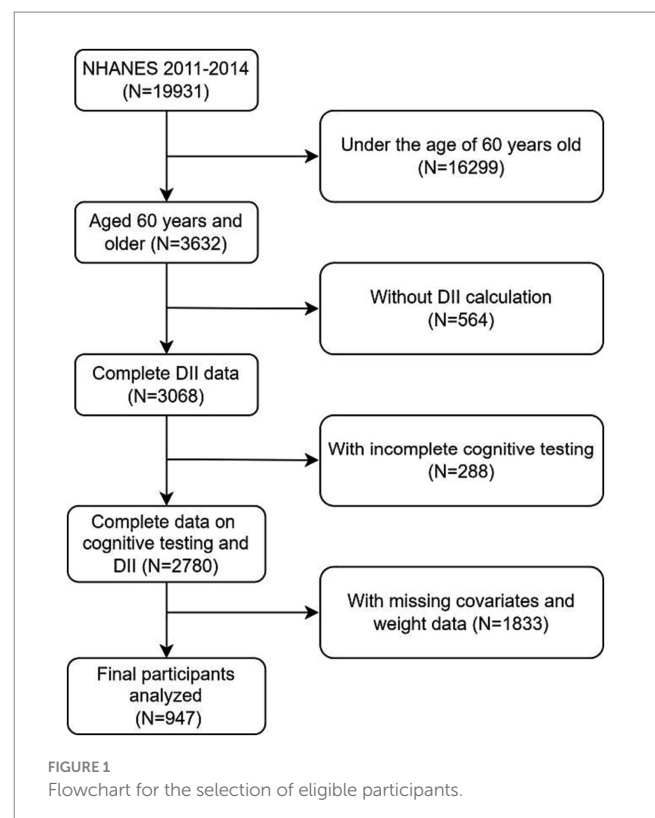 NHANES 2011-2014
(N=19931)
Under the age of 60 years old
(N=16299)
Aged 60 years and
older (N=3632)
Without DII calculation
(N=564)
Complete DII data
(N=3068)
With incomplete cognitive testing
(N=288)
Complete data on
cognitive testing and
DII (N=2780)
With missing covariates and
weight data (N=1833)
Final participants
analyzed
(N=947)
FIGURE 1
Flowchart for the selection of eligible participants.